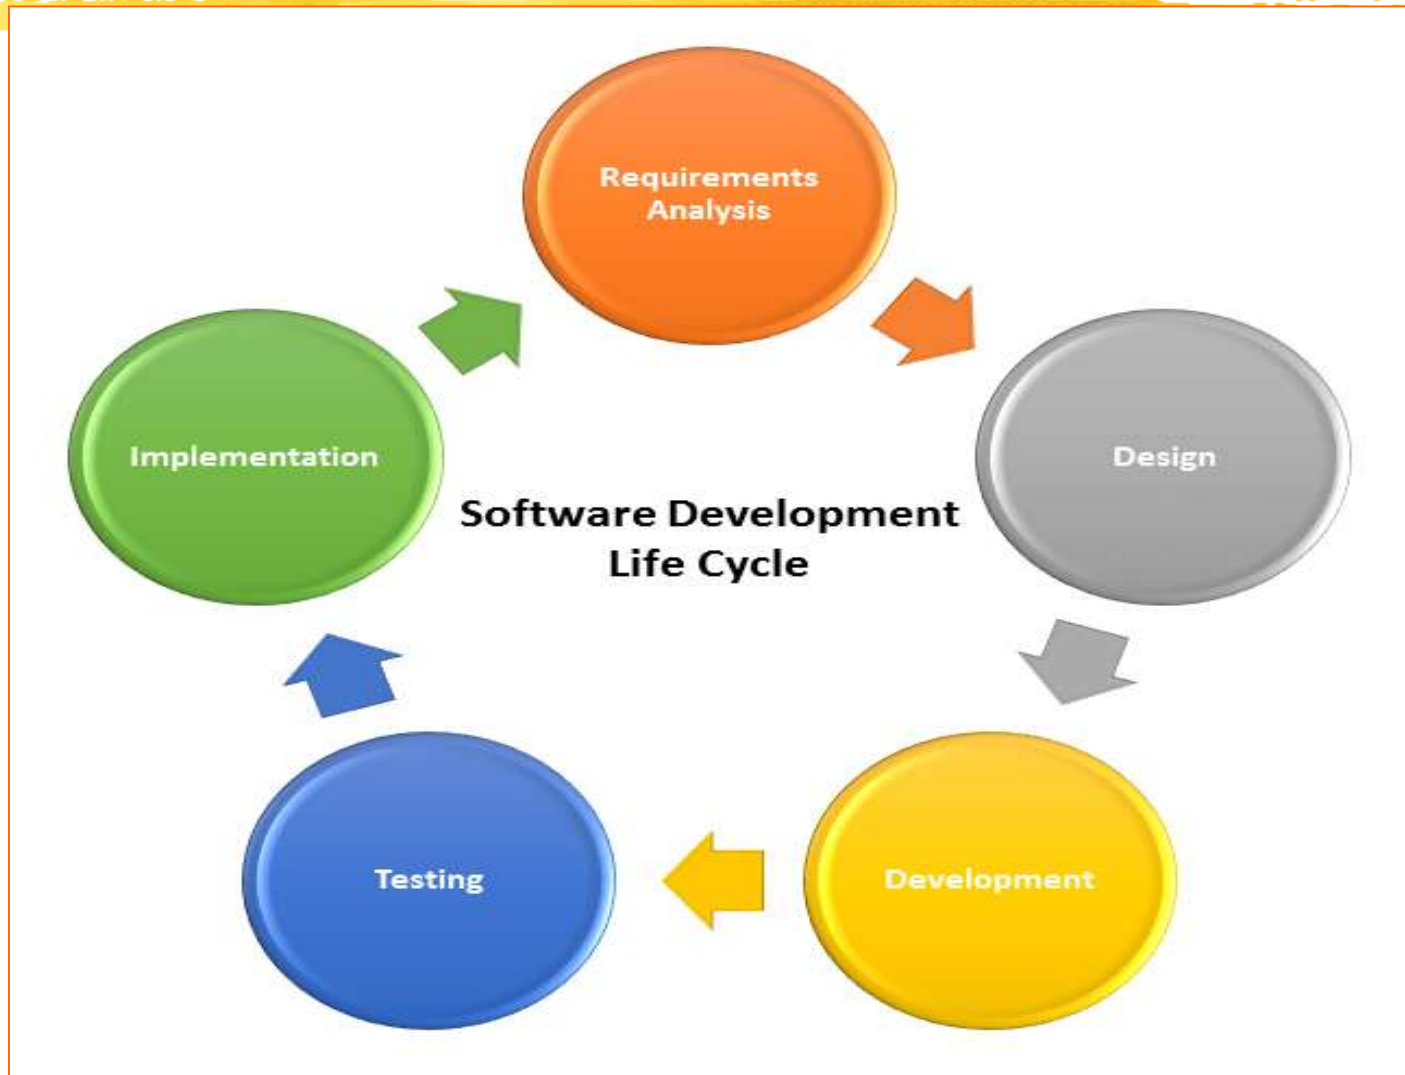 Requirements
Analysis
Implementation
Design
Software Development
Life Cycle
Testing
Development